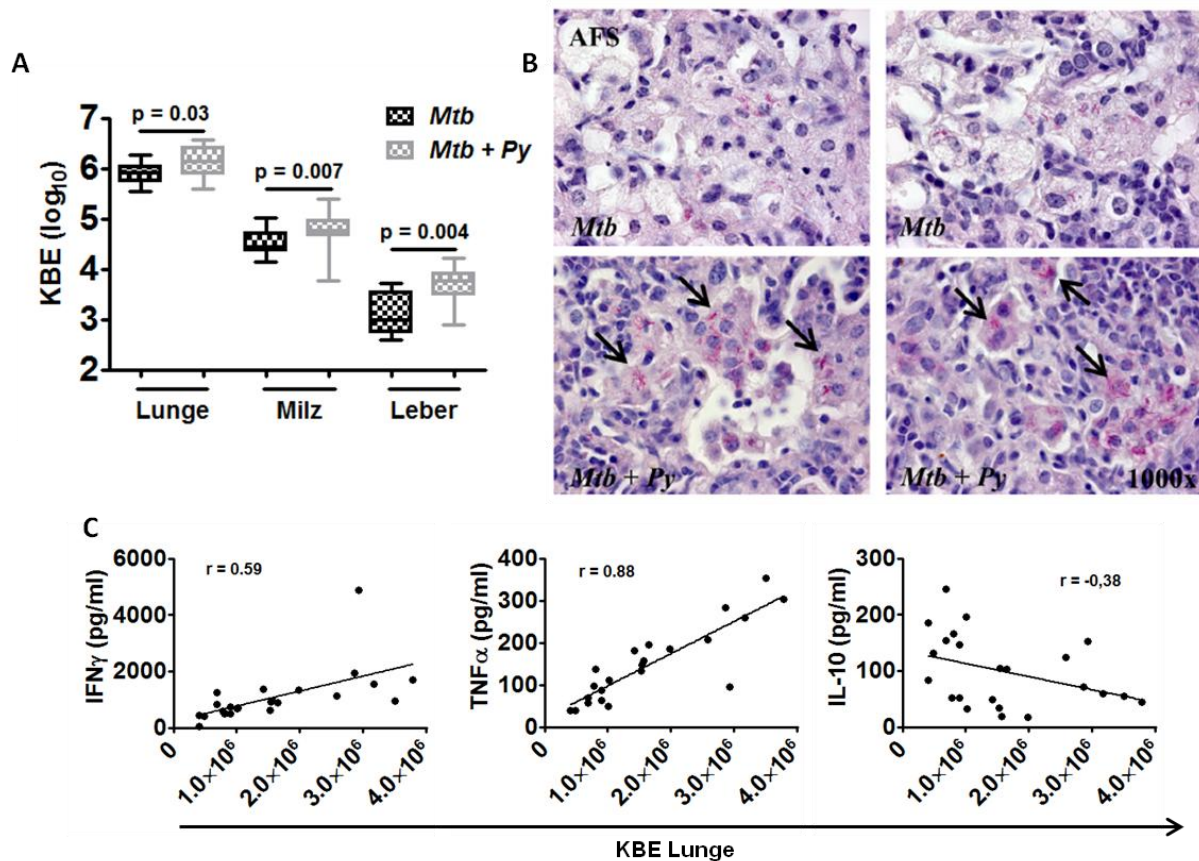 A
KBE (log10)
7
6
5
4
3
2
p = 0.03
p = 0.007
p = 0.004
Mtb
Mtb + Py
Lunge
Milz
Leber
B
AFS
Mtb
Mtb
Mtb + Py
Mtb + Py
1000x
C
IFNγ (pg/ml)
6000
4000
2000
0
r = 0.59
0
1.0×10⁶
2.0×10⁶
3.0×10⁶
4.0×10⁶
TNFα (pg/ml)
400
300
200
100
0
r = 0.88
0
1.0×10⁶
2.0×10⁶
3.0×10⁶
4.0×10⁶
IL-10 (pg/ml)
300
200
100
0
r = -0,38
0
1.0×10⁶
2.0×10⁶
3.0×10⁶
4.0×10⁶
KBE Lunge